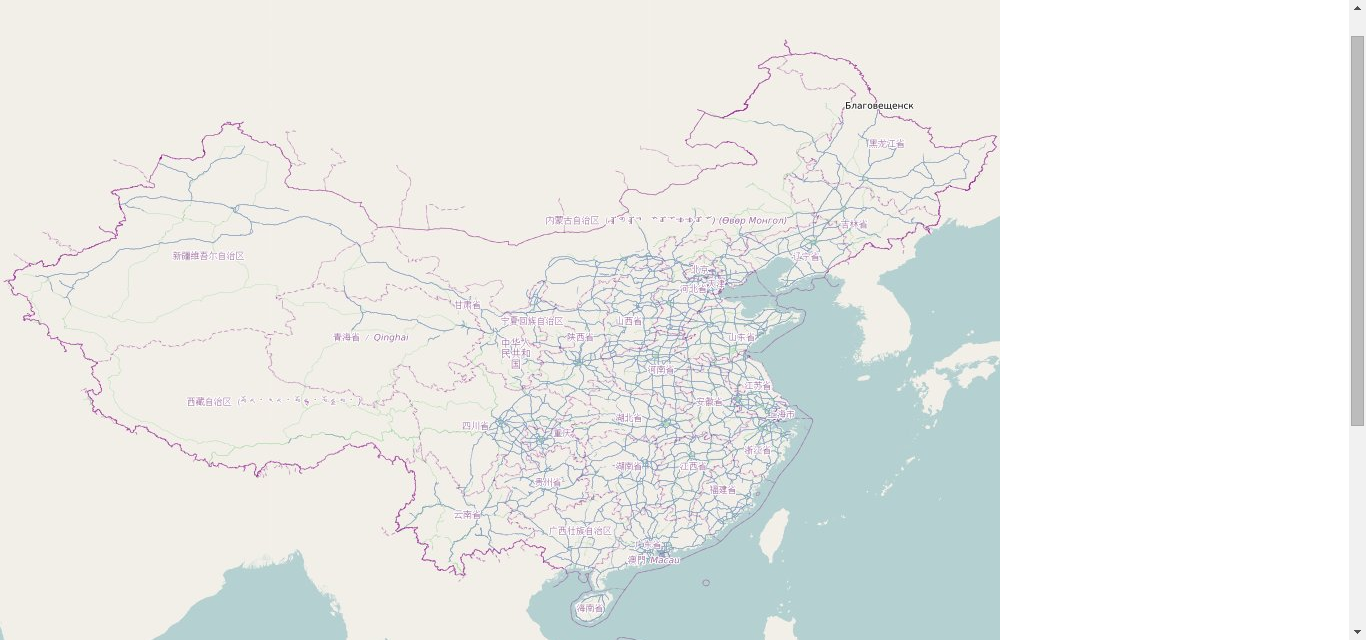 Благовещенск
黑龙江省
内蒙古自治区
(Өвөр Монгол)
吉林省
新疆维吾尔自治区
辽宁省
北京
天津
河北省
甘肃省
宁夏回族自治区
山西省
青海省 / Qinghai
陕西省
山东省
中华人
民共和
国
河南省
江苏省
西藏自治区
安徽省
上海市
湖北省
四川省
重庆
浙江省
湖南省
江西省
贵州省
福建省
云南省
广西壮族自治区
广东省
澳門 Macau
海南省